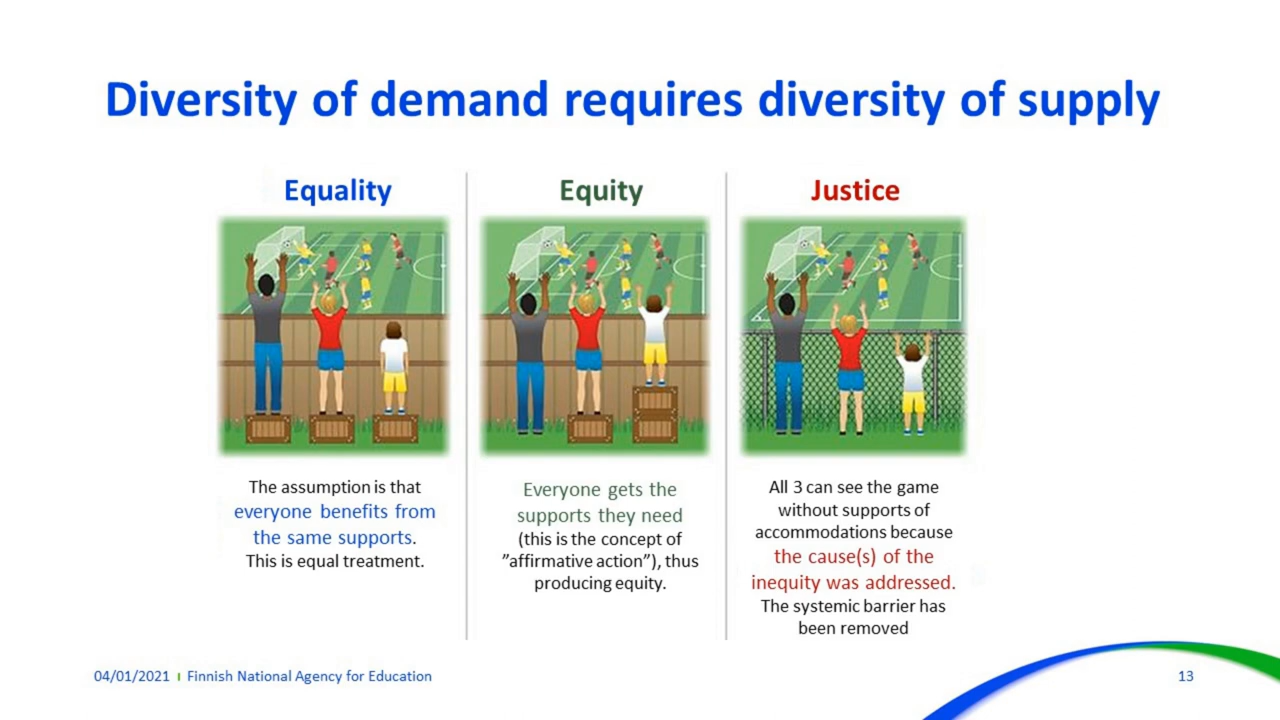 Diversity of demand requires diversity of supply
Equality
The assumption is that
everyone benefits from
the same supports.
This is equal treatment.
Equity
Everyone gets the
supports they need
(this is the concept of
”affirmative action”), thus
producing equity.
Justice
All 3 can see the game
without supports of
accommodations because
the cause(s) of the
inequity was addressed.
The systemic barrier has
been removed
04/01/2021 ı Finnish National Agency for Education
13